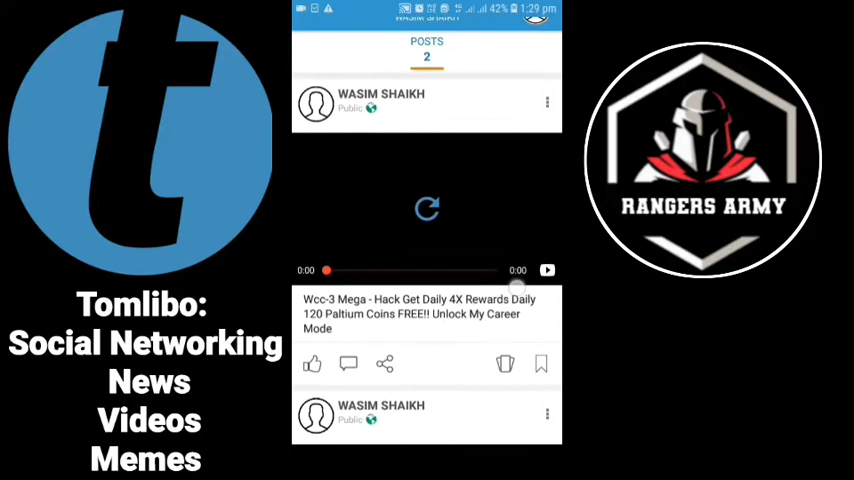 42% 1:29 pm
WASIM SHAIKH
POSTS
2
WASIM SHAIKH
Public
0:00
0:00
Wcc-3 Mega - Hack Get Daily 4X Rewards Daily
120 Paltium Coins FREE!! Unlock My Career
Mode
WASIM SHAIKH
Public
t
Tomlibo:
Social Networking
News
Videos
Memes
RANGERS ARMY